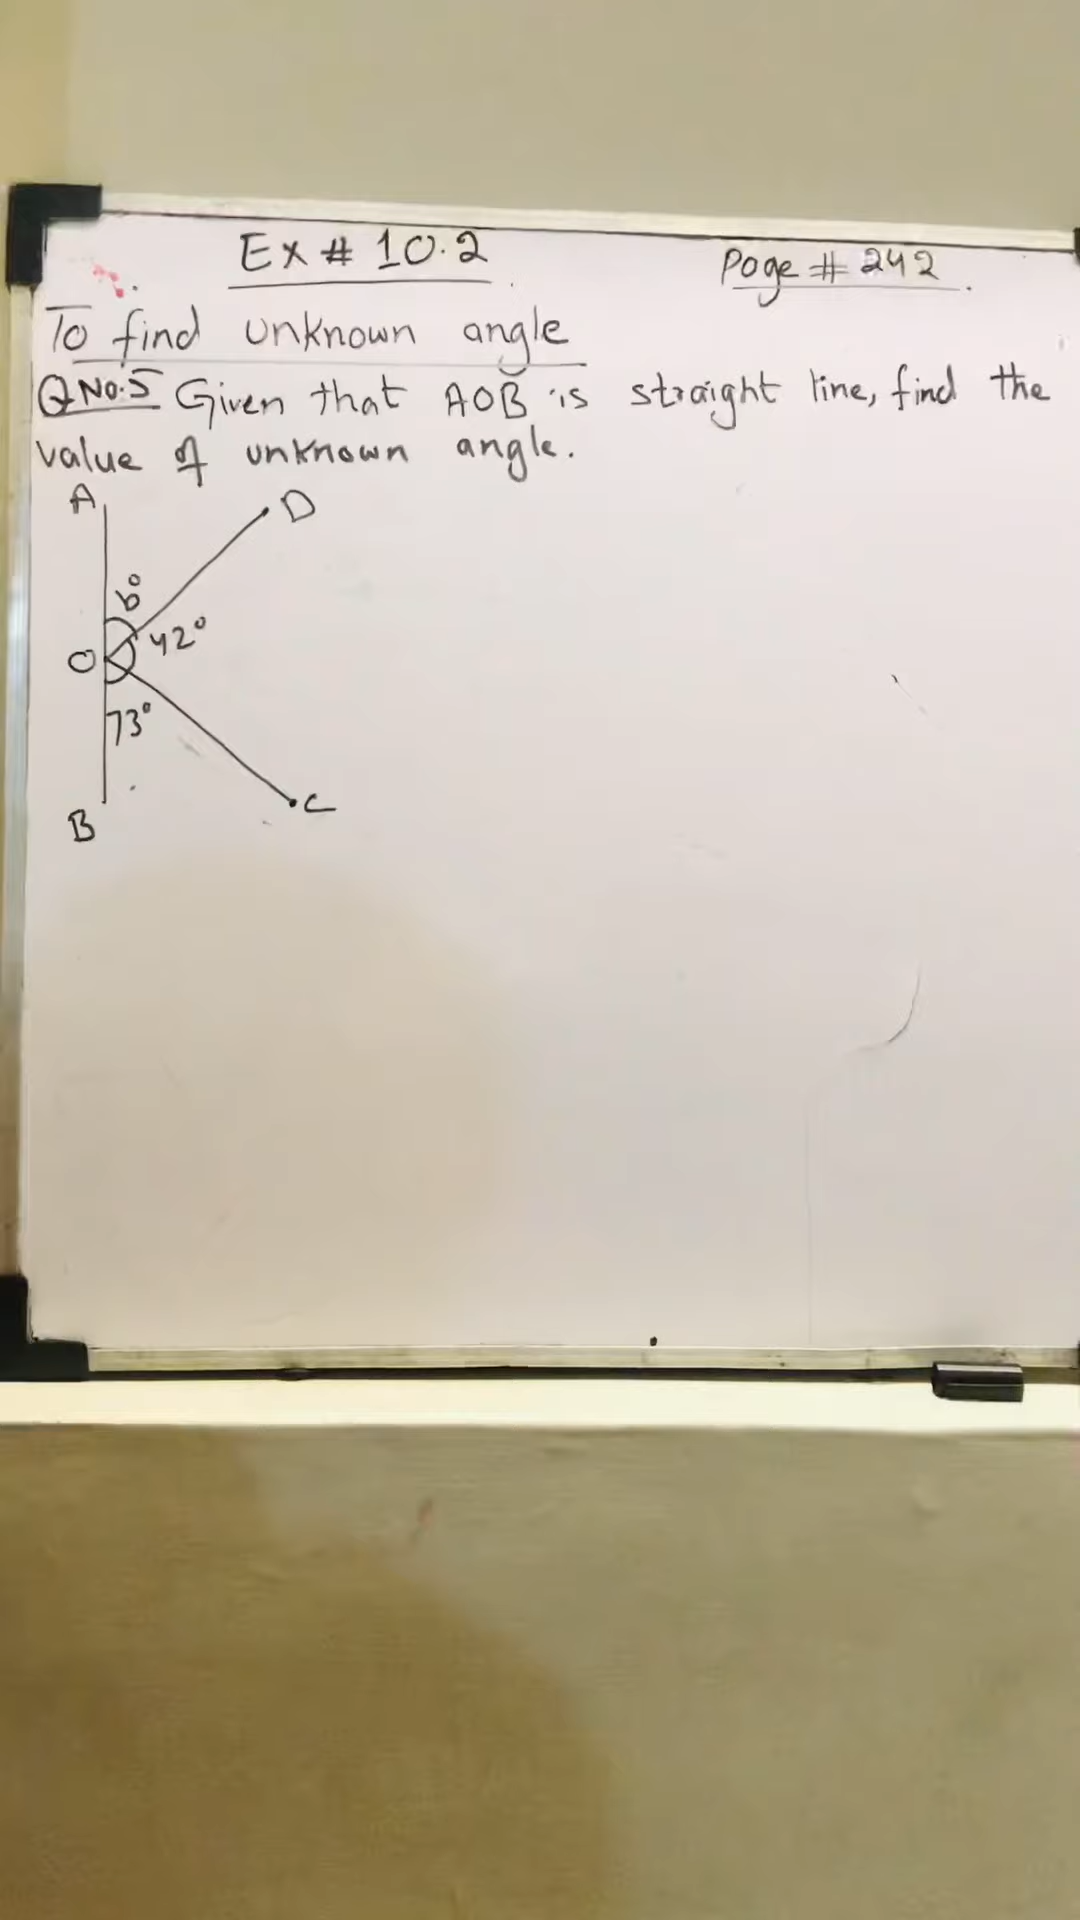 Ex # 10.2
Page # 242
To find unknown angle
Q No.5 Given that AOB is straight line, find the
value of unknown angle.
A
D
b°
42°
O
73°
C
B